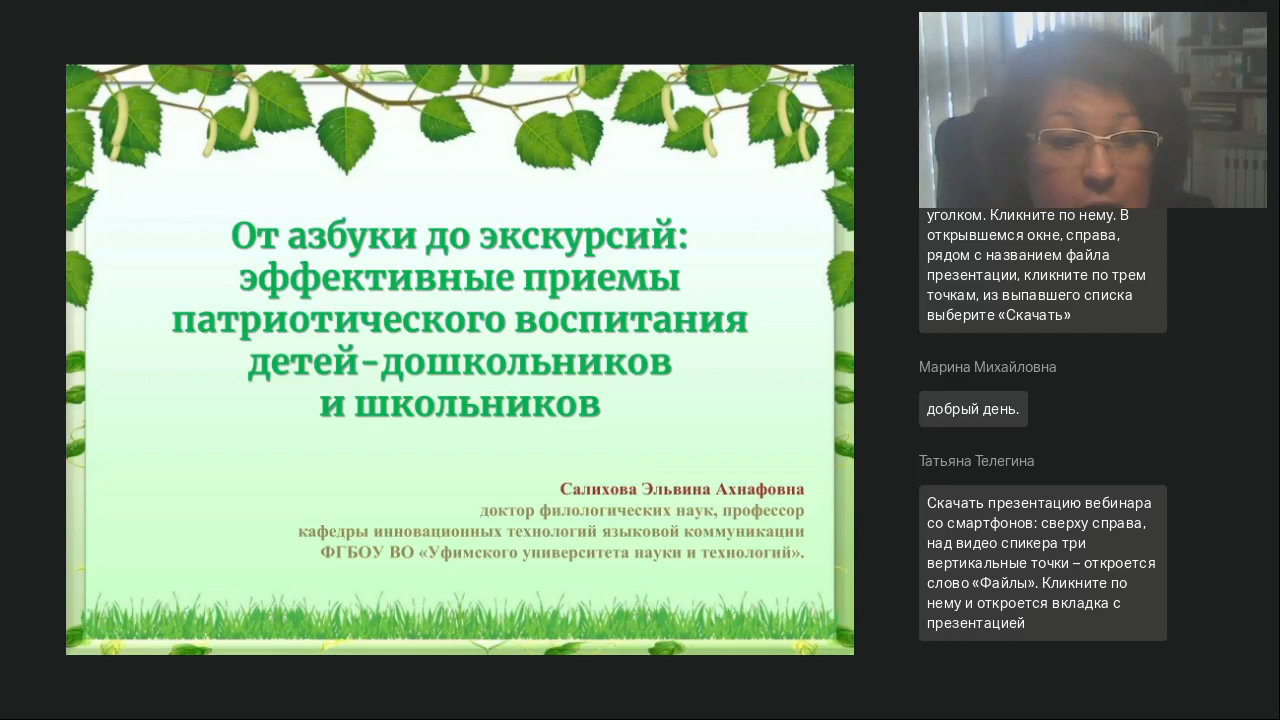 От азбуки до экскурсий:
эффективные приемы
патриотического воспитания
детей-дошкольников
и школьников
Салихова Эльвина Ахнафовна
доктор филологических наук, профессор
кафедры инновационных технологий языковой коммуникации
ФГБОУ ВО «Уфимского университета науки и технологий».
уголком. Кликните по нему. В
открывшемся окне, справа,
рядом с названием файла
презентации, кликните по трем
точкам, из выпавшего списка
выберите «Скачать»
Марина Михайловна
добрый день.
Татьяна Телегина
Скачать презентацию вебинара
со смартфонов: сверху справа,
над видео спикера три
вертикальные точки – откроется
слово «Файлы». Кликните по
нему и откроется вкладка с
презентацией